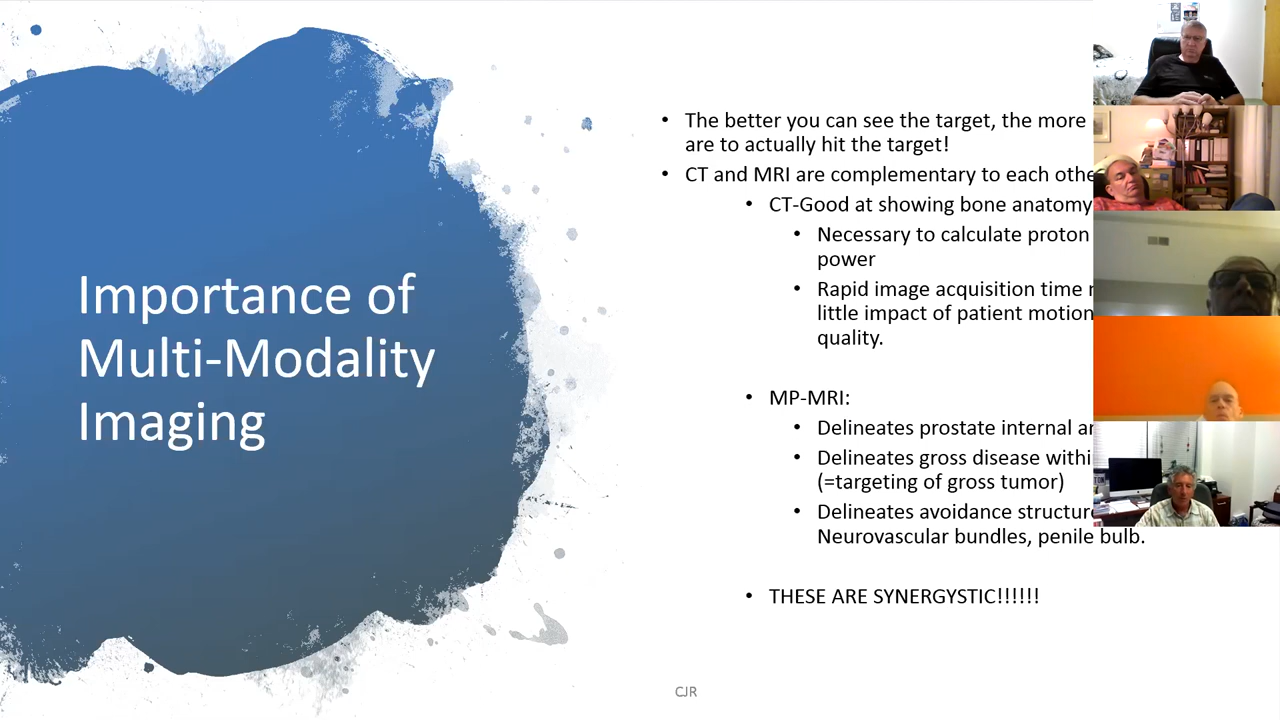 Importance of
Multi-Modality
Imaging
• The better you can see the target, the more
are to actually hit the target!
• CT and MRI are complementary to each othe
• CT-Good at showing bone anatomy
• Necessary to calculate proton
power
• Rapid image acquisition time
little impact of patient motion
quality.
• MP-MRI:
• Delineates prostate internal
• Delineates gross disease withi
(=targeting of gross tumor)
• Delineates avoidance structur
Neurovascular bundles, penile bulb.
• THESE ARE SYNERGYSTIC!!!!!!
CJR